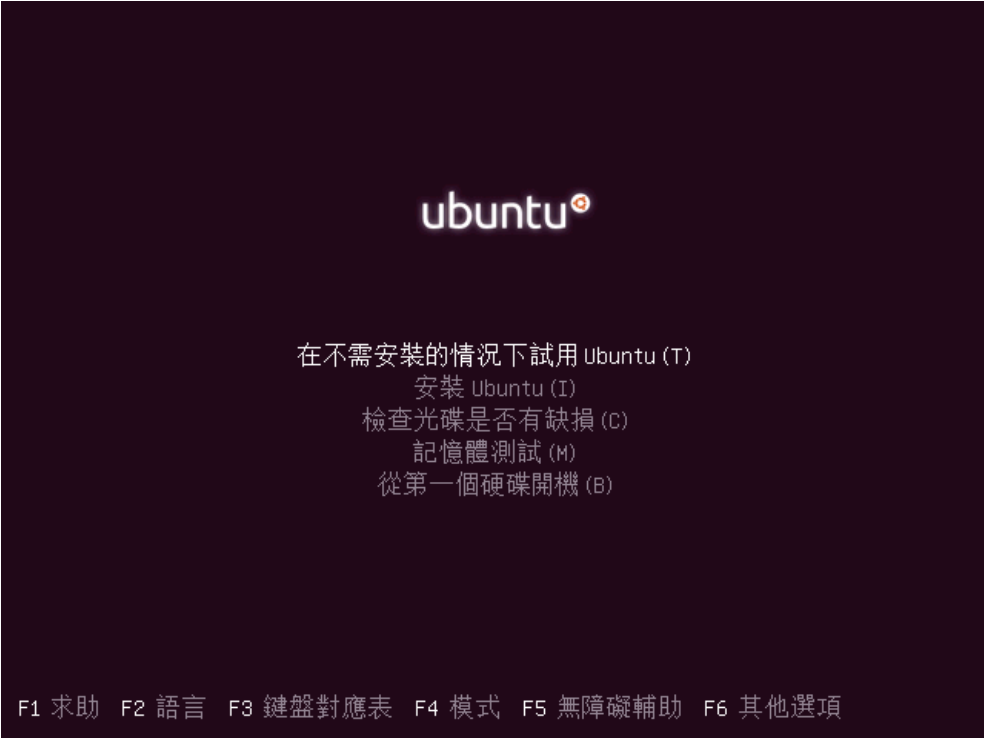 ubuntu
在不需安裝的情況下試用 Ubuntu (T)
安裝 Ubuntu (I)
檢查光碟是否有缺損 (C)
記憶體測試 (M)
從第一個硬碟開機 (B)
F1 求助 F2 語言 F3 鍵盤對應表 F4 模式 F5 無障礙輔助 F6 其他選項